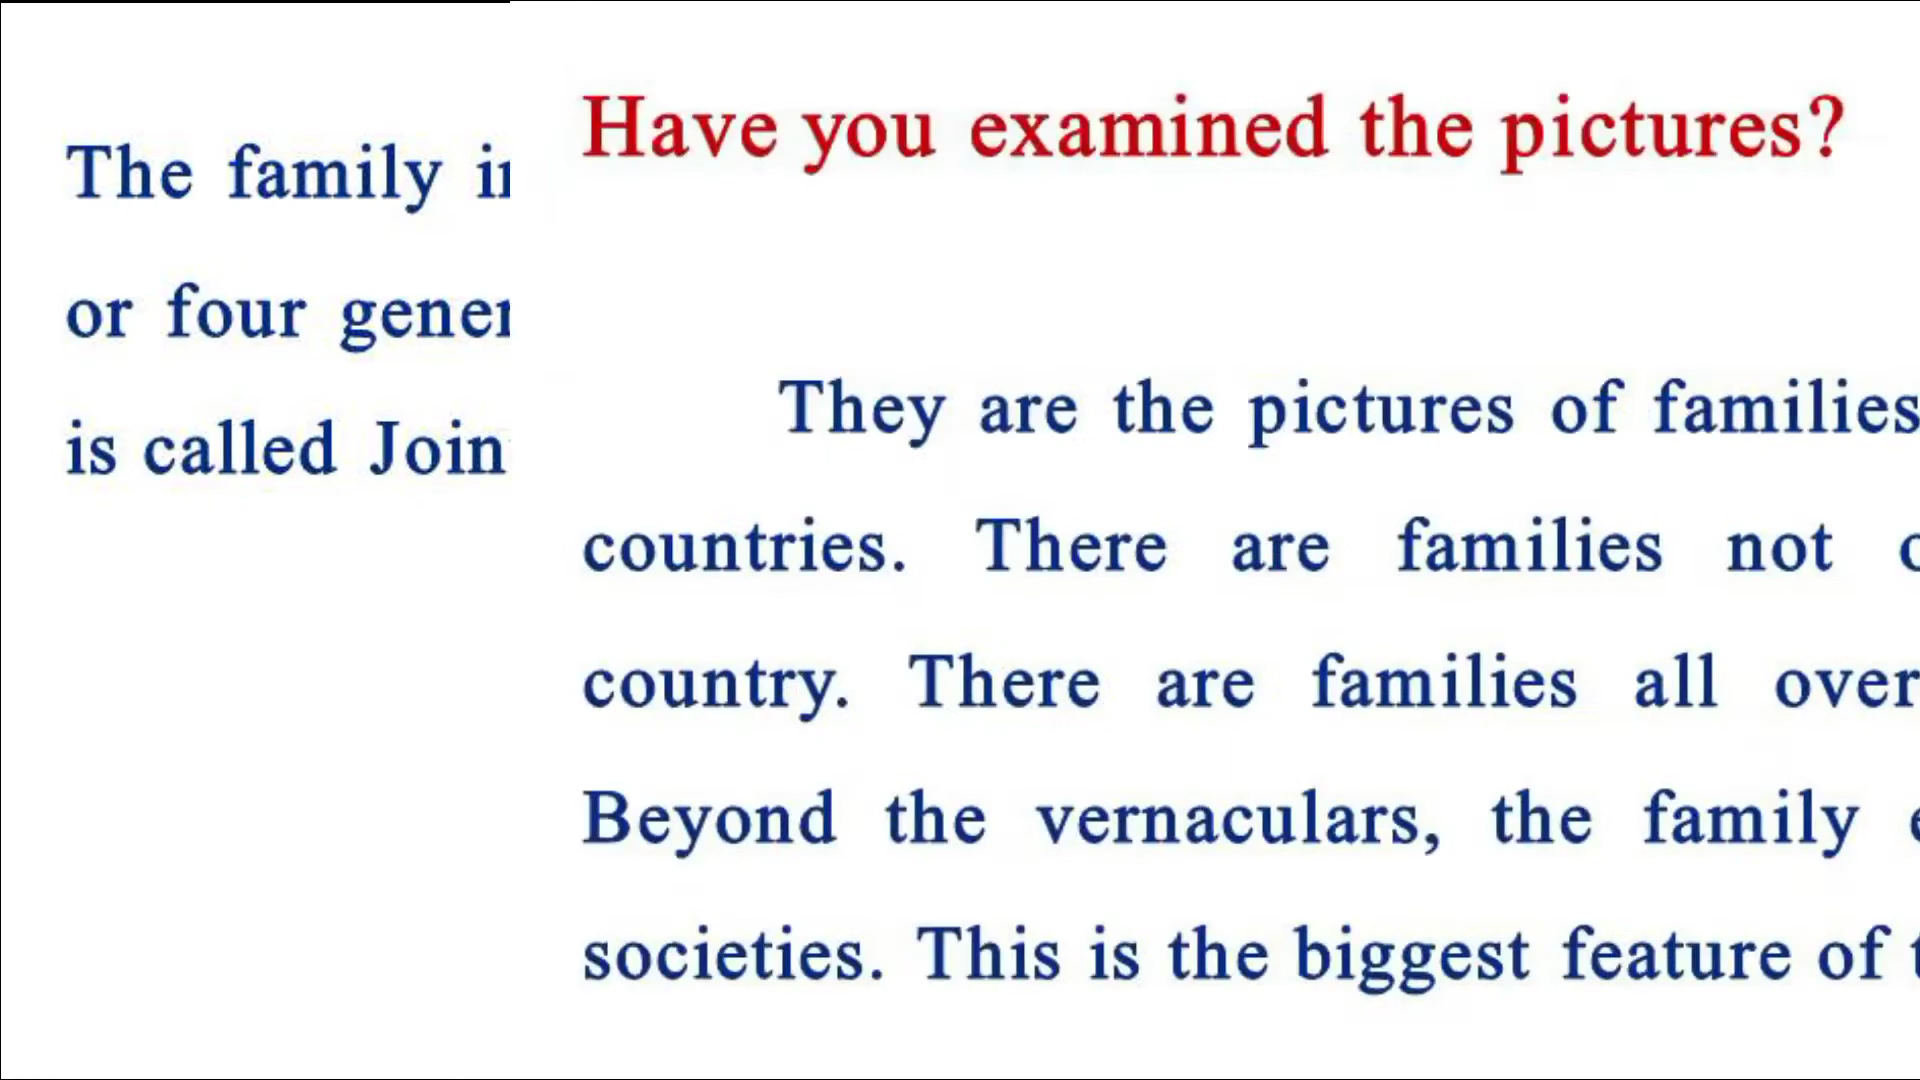 The family
or four
is called
Have you examined the pictures?
They are the pictures of families
countries. There are families not
country. There are families all over
Beyond the vernaculars, the family
societies. This is the biggest feature of